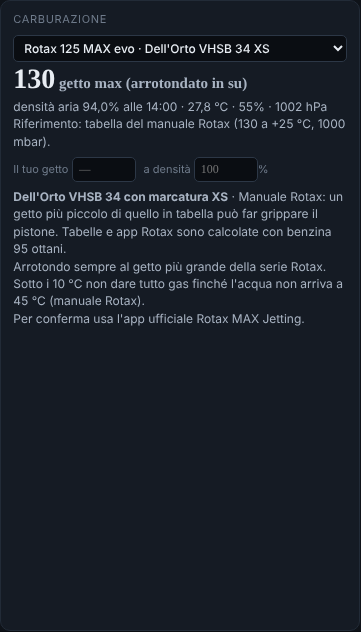 CARBURAZIONE
Rotax 125 MAX evo · Dell'Orto VHSB 34 XS
130 getto max (arrotondato in su)
densità aria 94,0% alle 14:00 · 27,8 °C · 55% · 1002 hPa
Riferimento: tabella del manuale Rotax (130 a +25 °C, 1000
mbar).
Il tuo getto — a densità 100 %
Dell'Orto VHSB 34 con marcatura XS · Manuale Rotax: un
getto più piccolo di quello in tabella può far grippare il
pistone. Tabelle e app Rotax sono calcolate con benzina
95 ottani.
Arrotondo sempre al getto più grande della serie Rotax.
Sotto i 10 °C non dare tutto gas finché l'acqua non arriva a
45 °C (manuale Rotax).
Per conferma usa l'app ufficiale Rotax MAX Jetting.